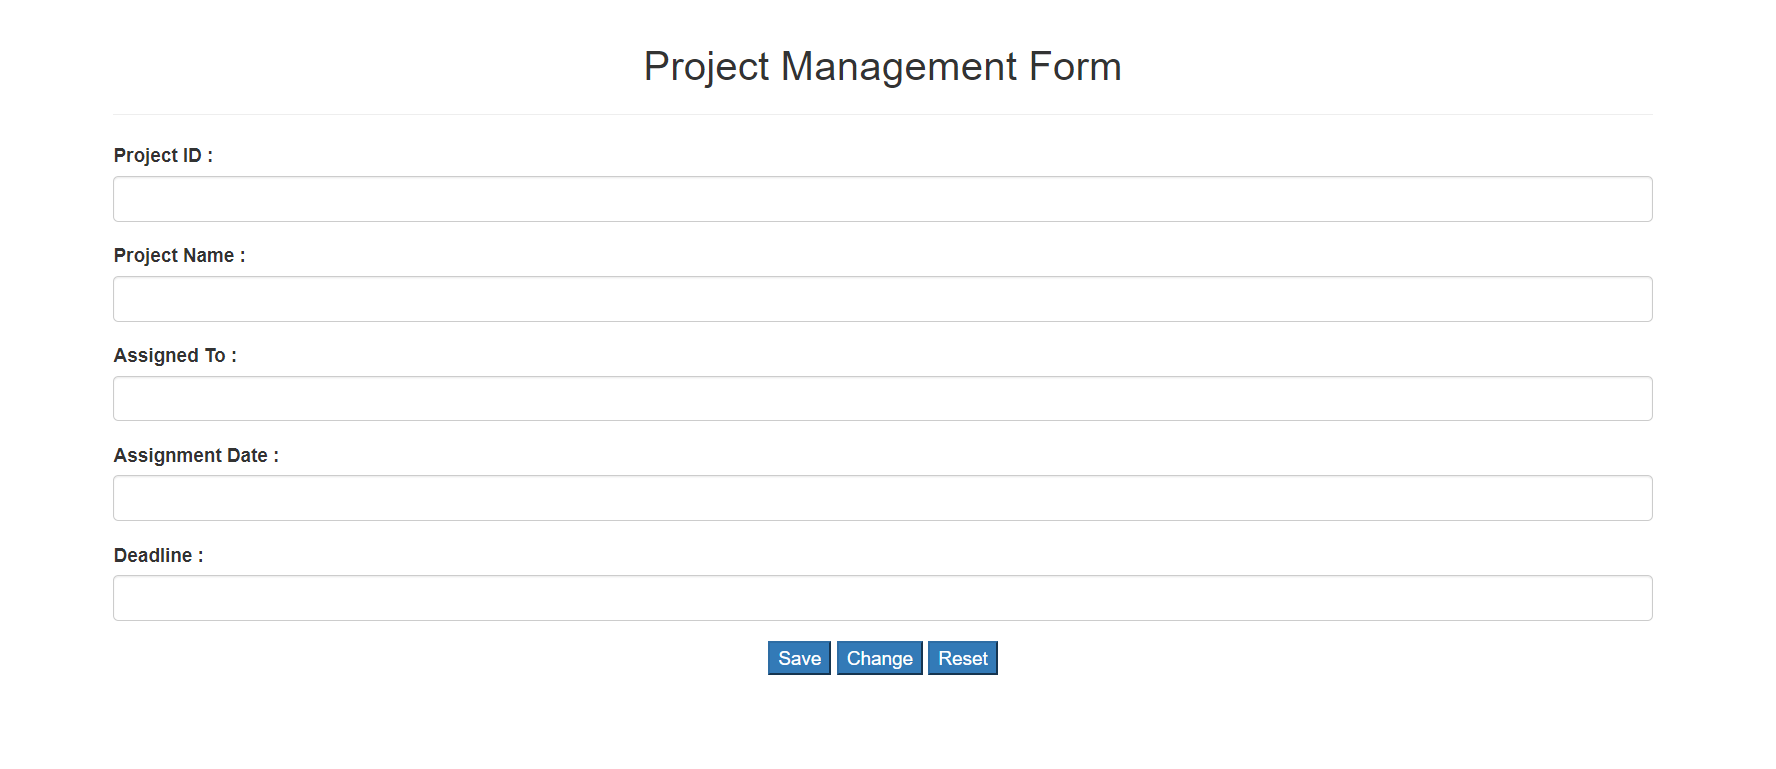 Project Management Form
Project ID :
Project Name :
Assigned To :
Assignment Date :
Deadline :
Save Change Reset